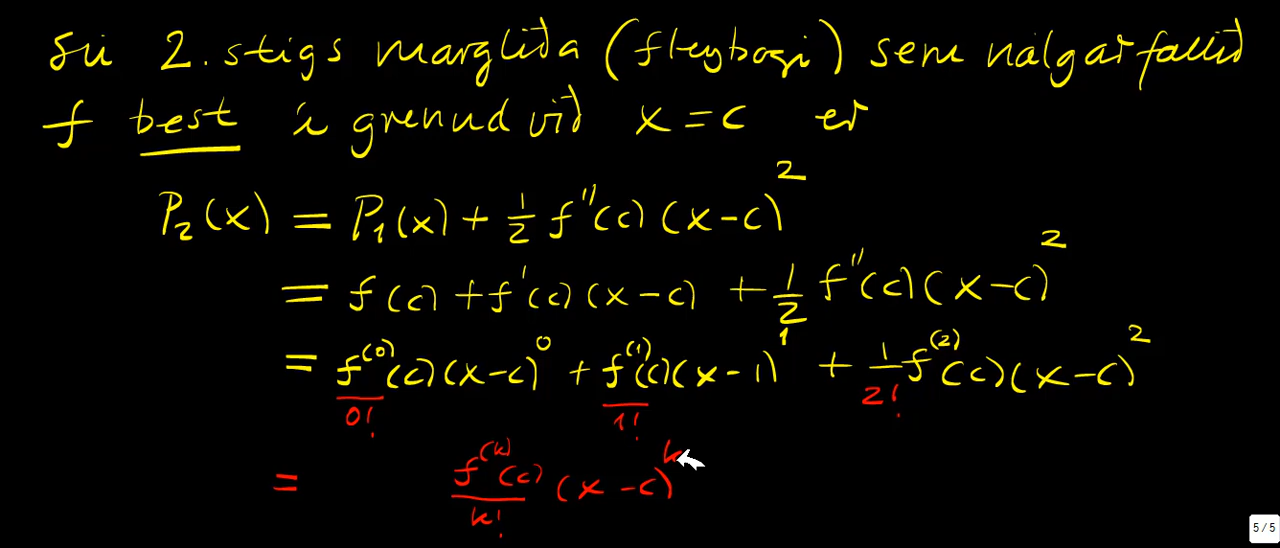 Sú 2. stigs margliða (fleybogi) sem nálgar fallið
f best í grennd við x = c er
P₂(x) = P₁(x) + 1/2 f''(c)(x-c)²
= f(c) + f'(c)(x-c) + 1/2 f''(c)(x-c)²
= f⁽⁰⁾(c)/0! (x-c)⁰ + f⁽¹⁾(c)/1! (x-1)¹ + 1/2! f⁽²⁾(c)(x-c)²
= f⁽ᵏ⁾(c)/k! (x-c)ᵏ
5/5